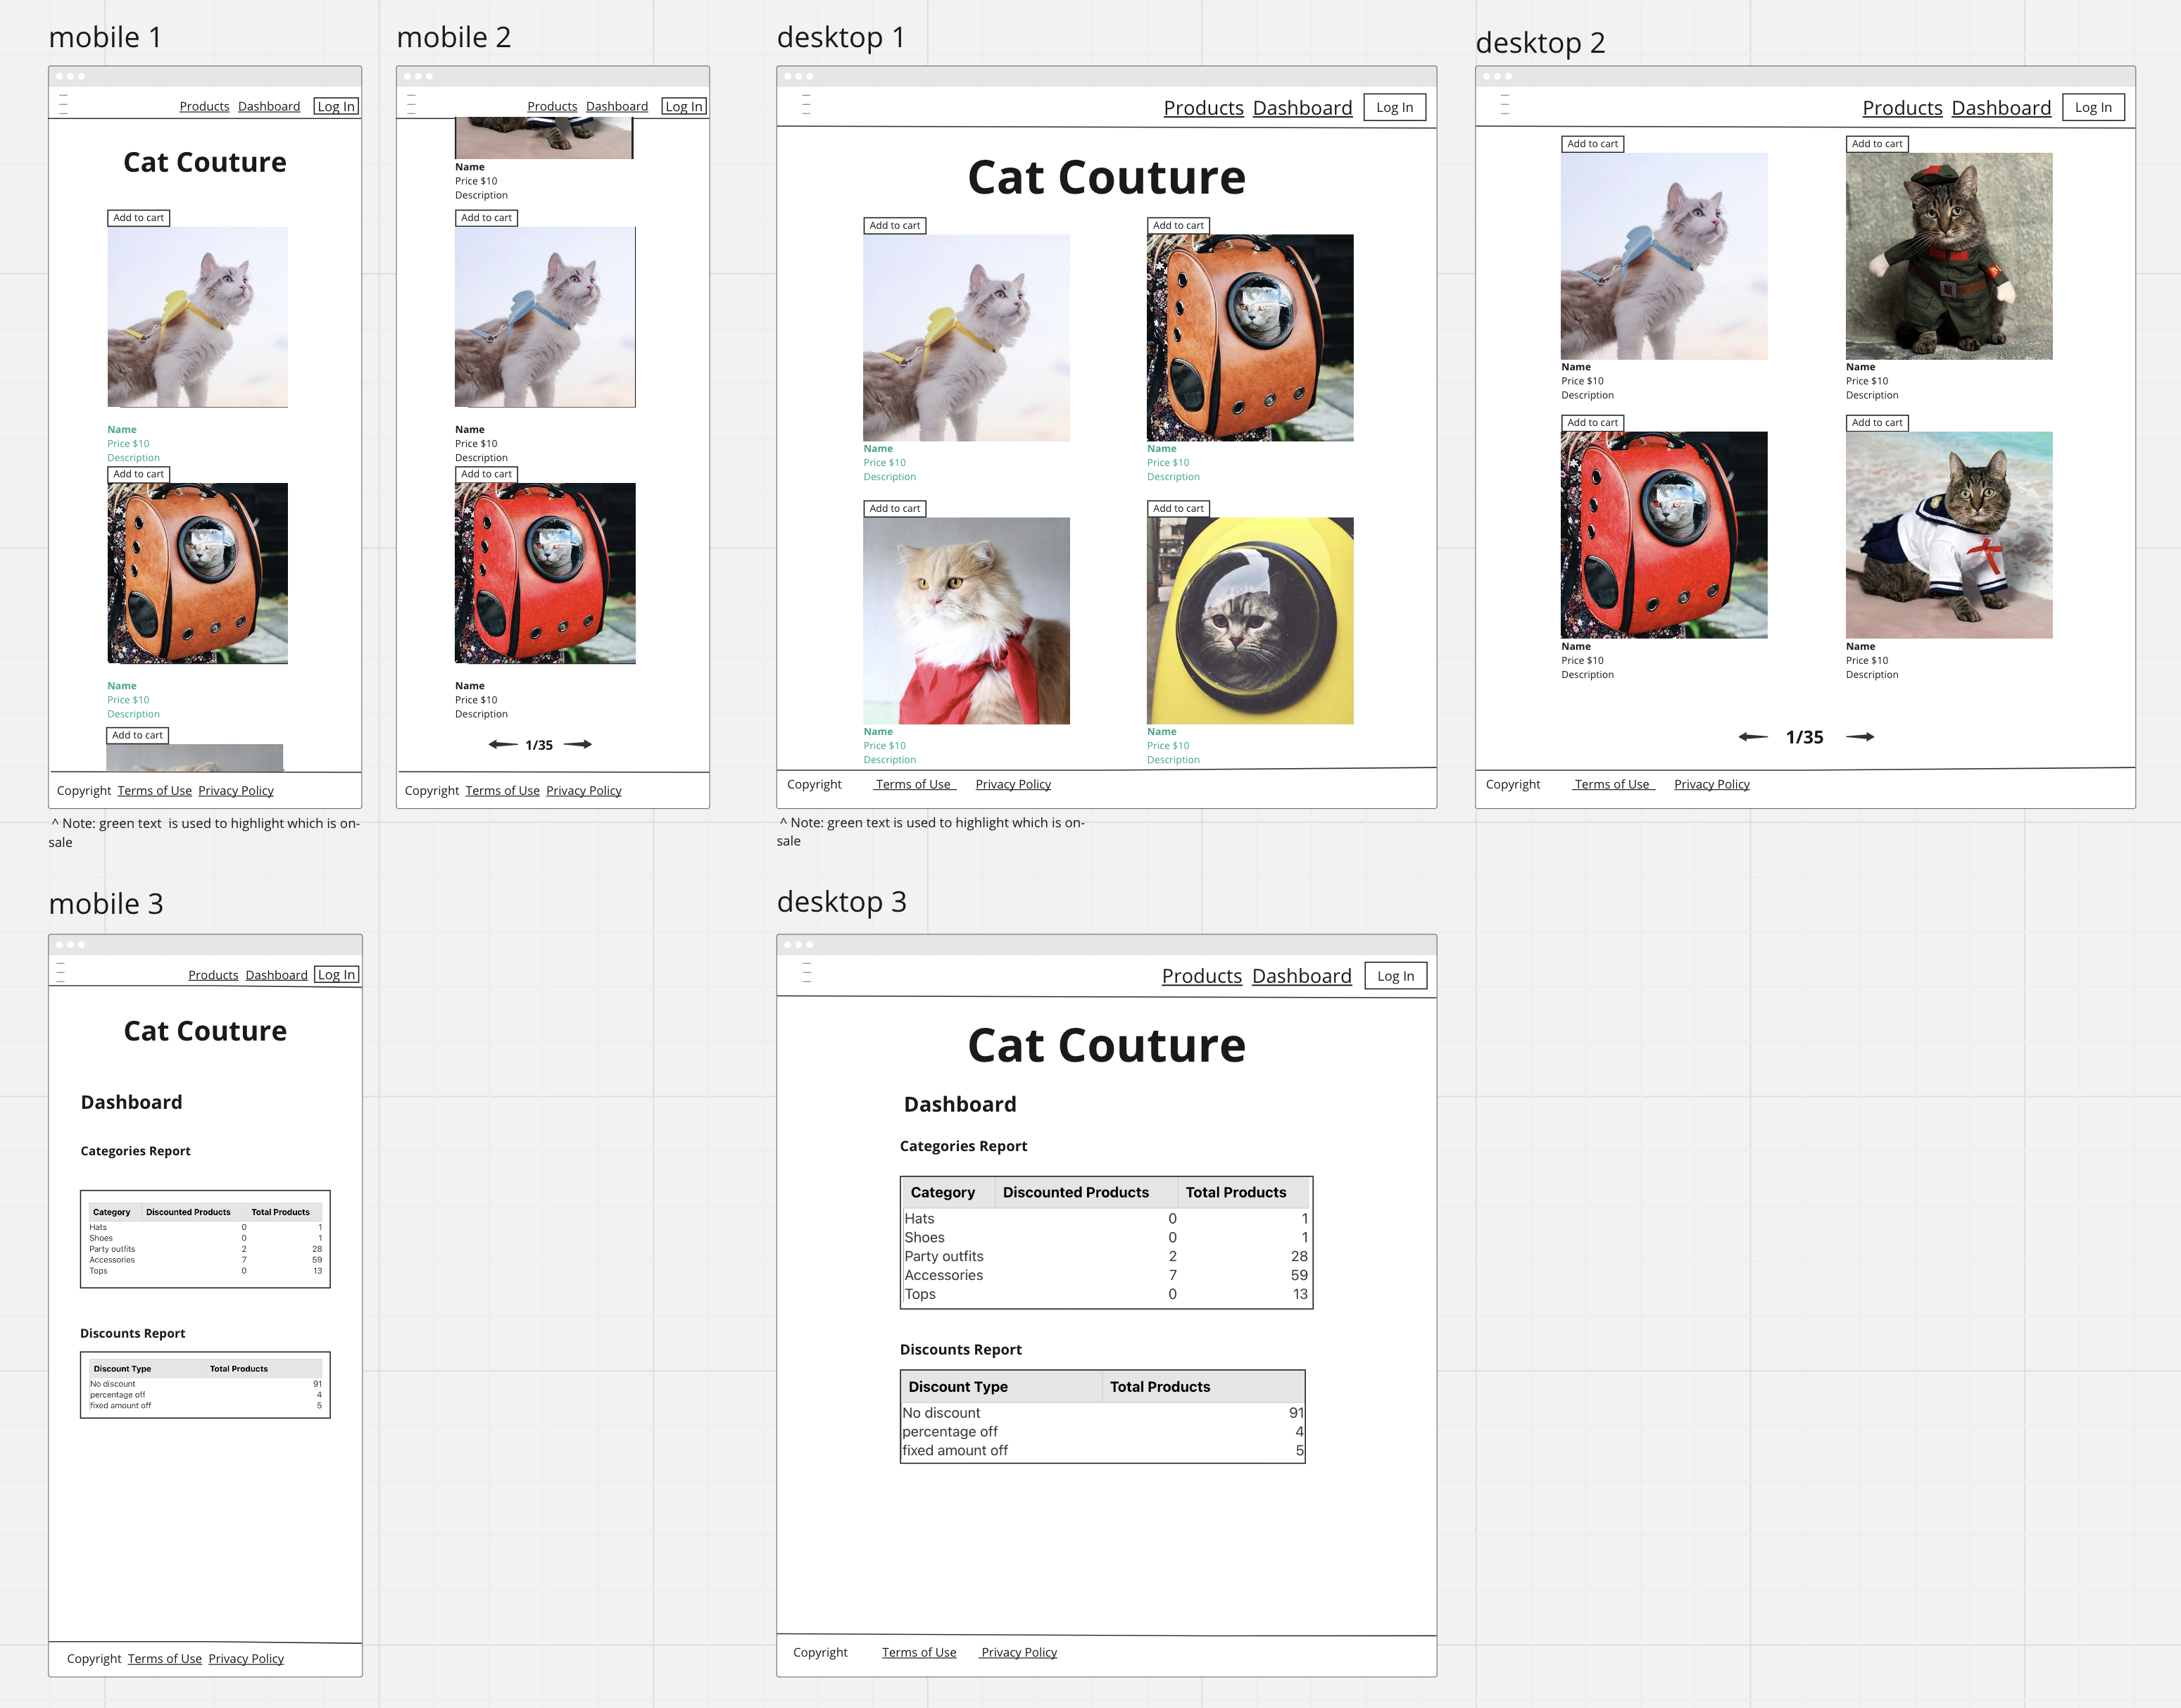 mobile 1
Products Dashboard Log In
Cat Couture
Add to cart
Name
Price $10
Description
Add to cart
Name
Price $10
Description
Add to cart
Copyright Terms of Use Privacy Policy
^ Note: green text is used to highlight which is on-
sale
mobile 2
Products Dashboard Log In
Name
Price $10
Description
Add to cart
Name
Price $10
Description
Add to cart
Name
Price $10
Description
1/35
Copyright Terms of Use Privacy Policy
desktop 1
Products Dashboard Log In
Cat Couture
Add to cart Add to cart
Name Name
Price $10 Price $10
Description Description
Add to cart Add to cart
Name Name
Price $10 Price $10
Description Description
Copyright Terms of Use Privacy Policy
^ Note: green text is used to highlight which is on-
sale
desktop 2
Products Dashboard Log In
Add to cart Add to cart
Name Name
Price $10 Price $10
Description Description
Add to cart Add to cart
Name Name
Price $10 Price $10
Description Description
1/35
Copyright Terms of Use Privacy Policy
mobile 3
Products Dashboard Log In
Cat Couture
Dashboard
Categories Report
Category Discounted Products Total Products
Hats 0 1
Shoes 0 1
Party outfits 2 28
Accessories 7 59
Tops 0 13
Discounts Report
Discount Type Total Products
No discount 91
percentage off 4
fixed amount off 5
Copyright Terms of Use Privacy Policy
desktop 3
Products Dashboard Log In
Cat Couture
Dashboard
Categories Report
Category Discounted Products Total Products
Hats 0 1
Shoes 0 1
Party outfits 2 28
Accessories 7 59
Tops 0 13
Discounts Report
Discount Type Total Products
No discount 91
percentage off 4
fixed amount off 5
Copyright Terms of Use Privacy Policy